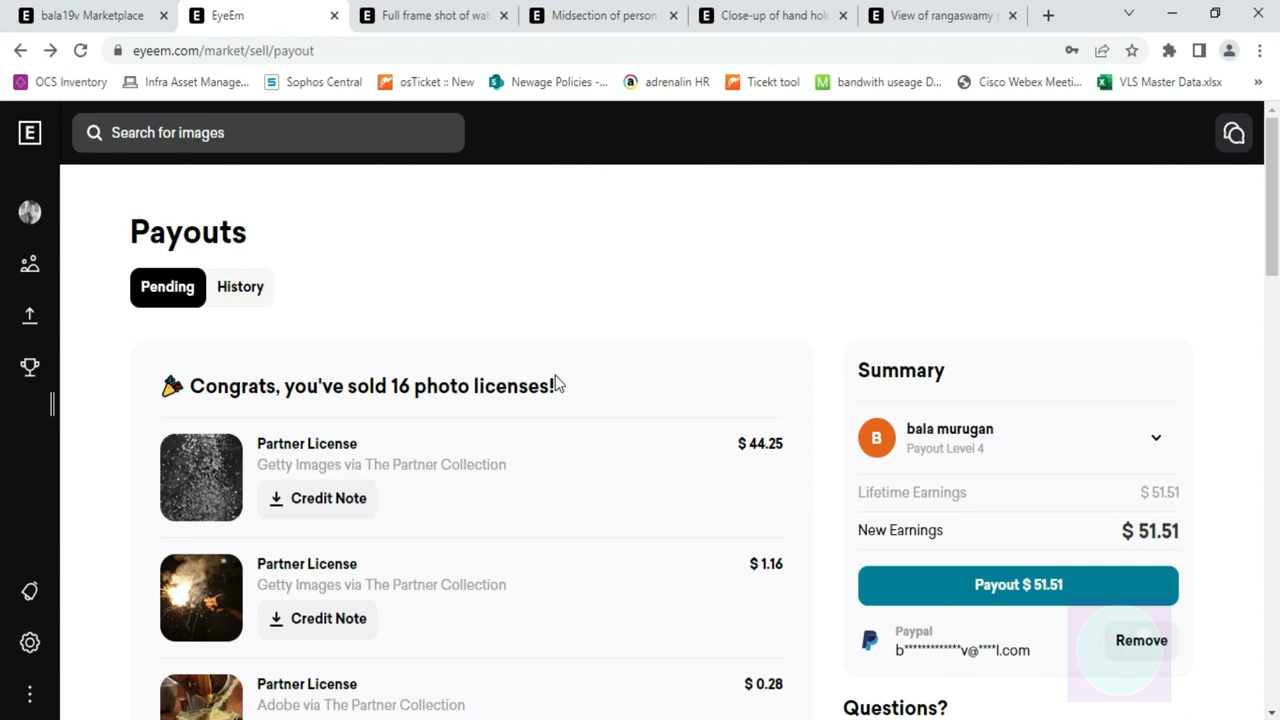 bala19v Marketplace
EyeEm
Full frame shot of wat
Midsection of person
Close-up of hand hol
View of rangaswamy
eyeem.com/market/sell/payout
OCS Inventory
Infra Asset Manage...
Sophos Central
osTicket :: New
Newage Policies -...
adrenalin HR
Ticekt tool
bandwith useage D...
Cisco Webex Meeti...
VLS Master Data.xlsx
»
E
Search for images
Payouts
Pending
History
Congrats, you've sold 16 photo licenses!
Partner License
$ 44.25
Getty Images via The Partner Collection
Credit Note
Partner License
$ 1.16
Getty Images via The Partner Collection
Credit Note
Partner License
$ 0.28
Adobe via The Partner Collection
Summary
B
bala murugan
Payout Level 4
Lifetime Earnings
$ 51.51
New Earnings
$ 51.51
Payout $ 51.51
Paypal
b*************v@****l.com
Remove
Questions?